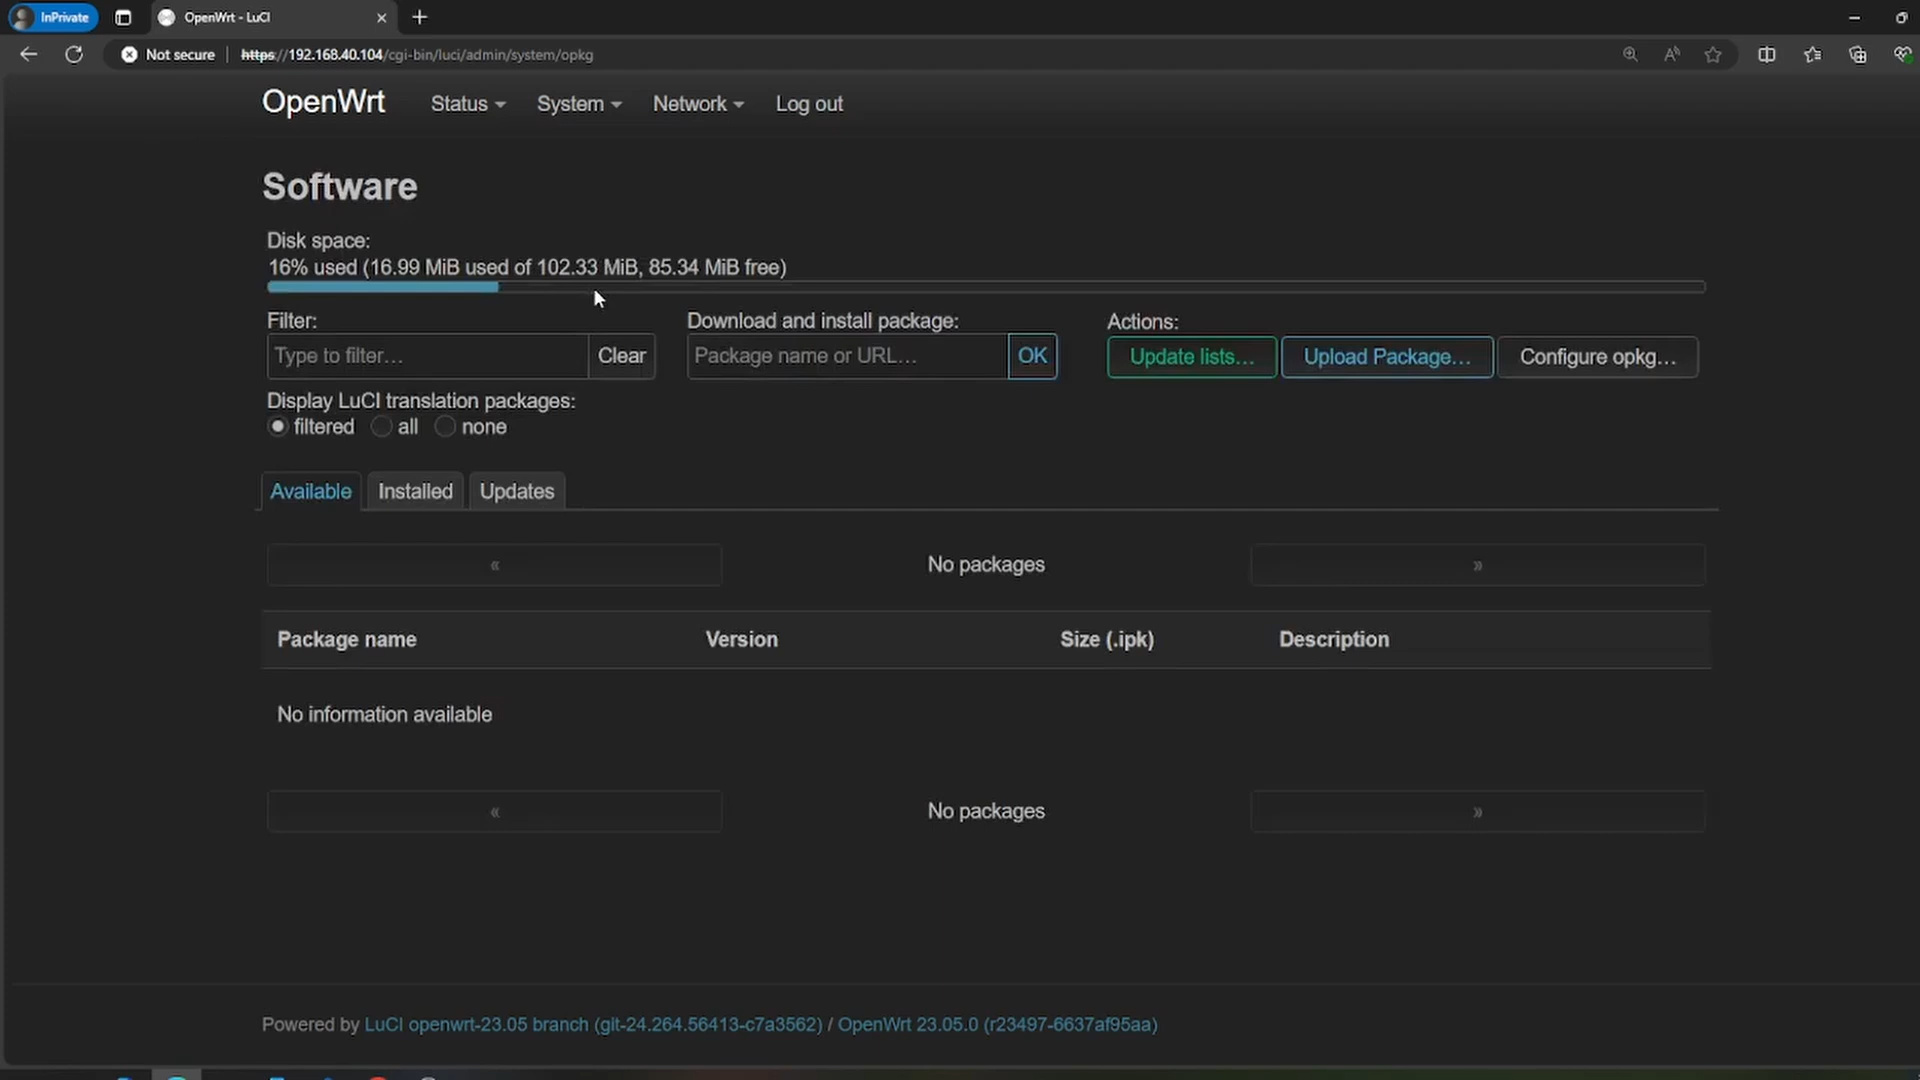 InPrivate
OpenWrt - LuCI
Not secure
https://192.168.40.104/cgi-bin/luci/admin/system/opkg
OpenWrt
Status
System
Network
Log out
Software
Disk space:
16% used (16.99 MiB used of 102.33 MiB, 85.34 MiB free)
Filter:
Download and install package:
Actions:
Type to filter…
Clear
Package name or URL…
OK
Update lists…
Upload Package…
Configure opkg…
Display LuCI translation packages:
filtered
all
none
Available
Installed
Updates
«
No packages
»
Package name
Version
Size (.ipk)
Description
No information available
«
No packages
»
Powered by LuCI openwrt-23.05 branch (git-24.264.56413-c7a3562) / OpenWrt 23.05.0 (r23497-6637af95aa)